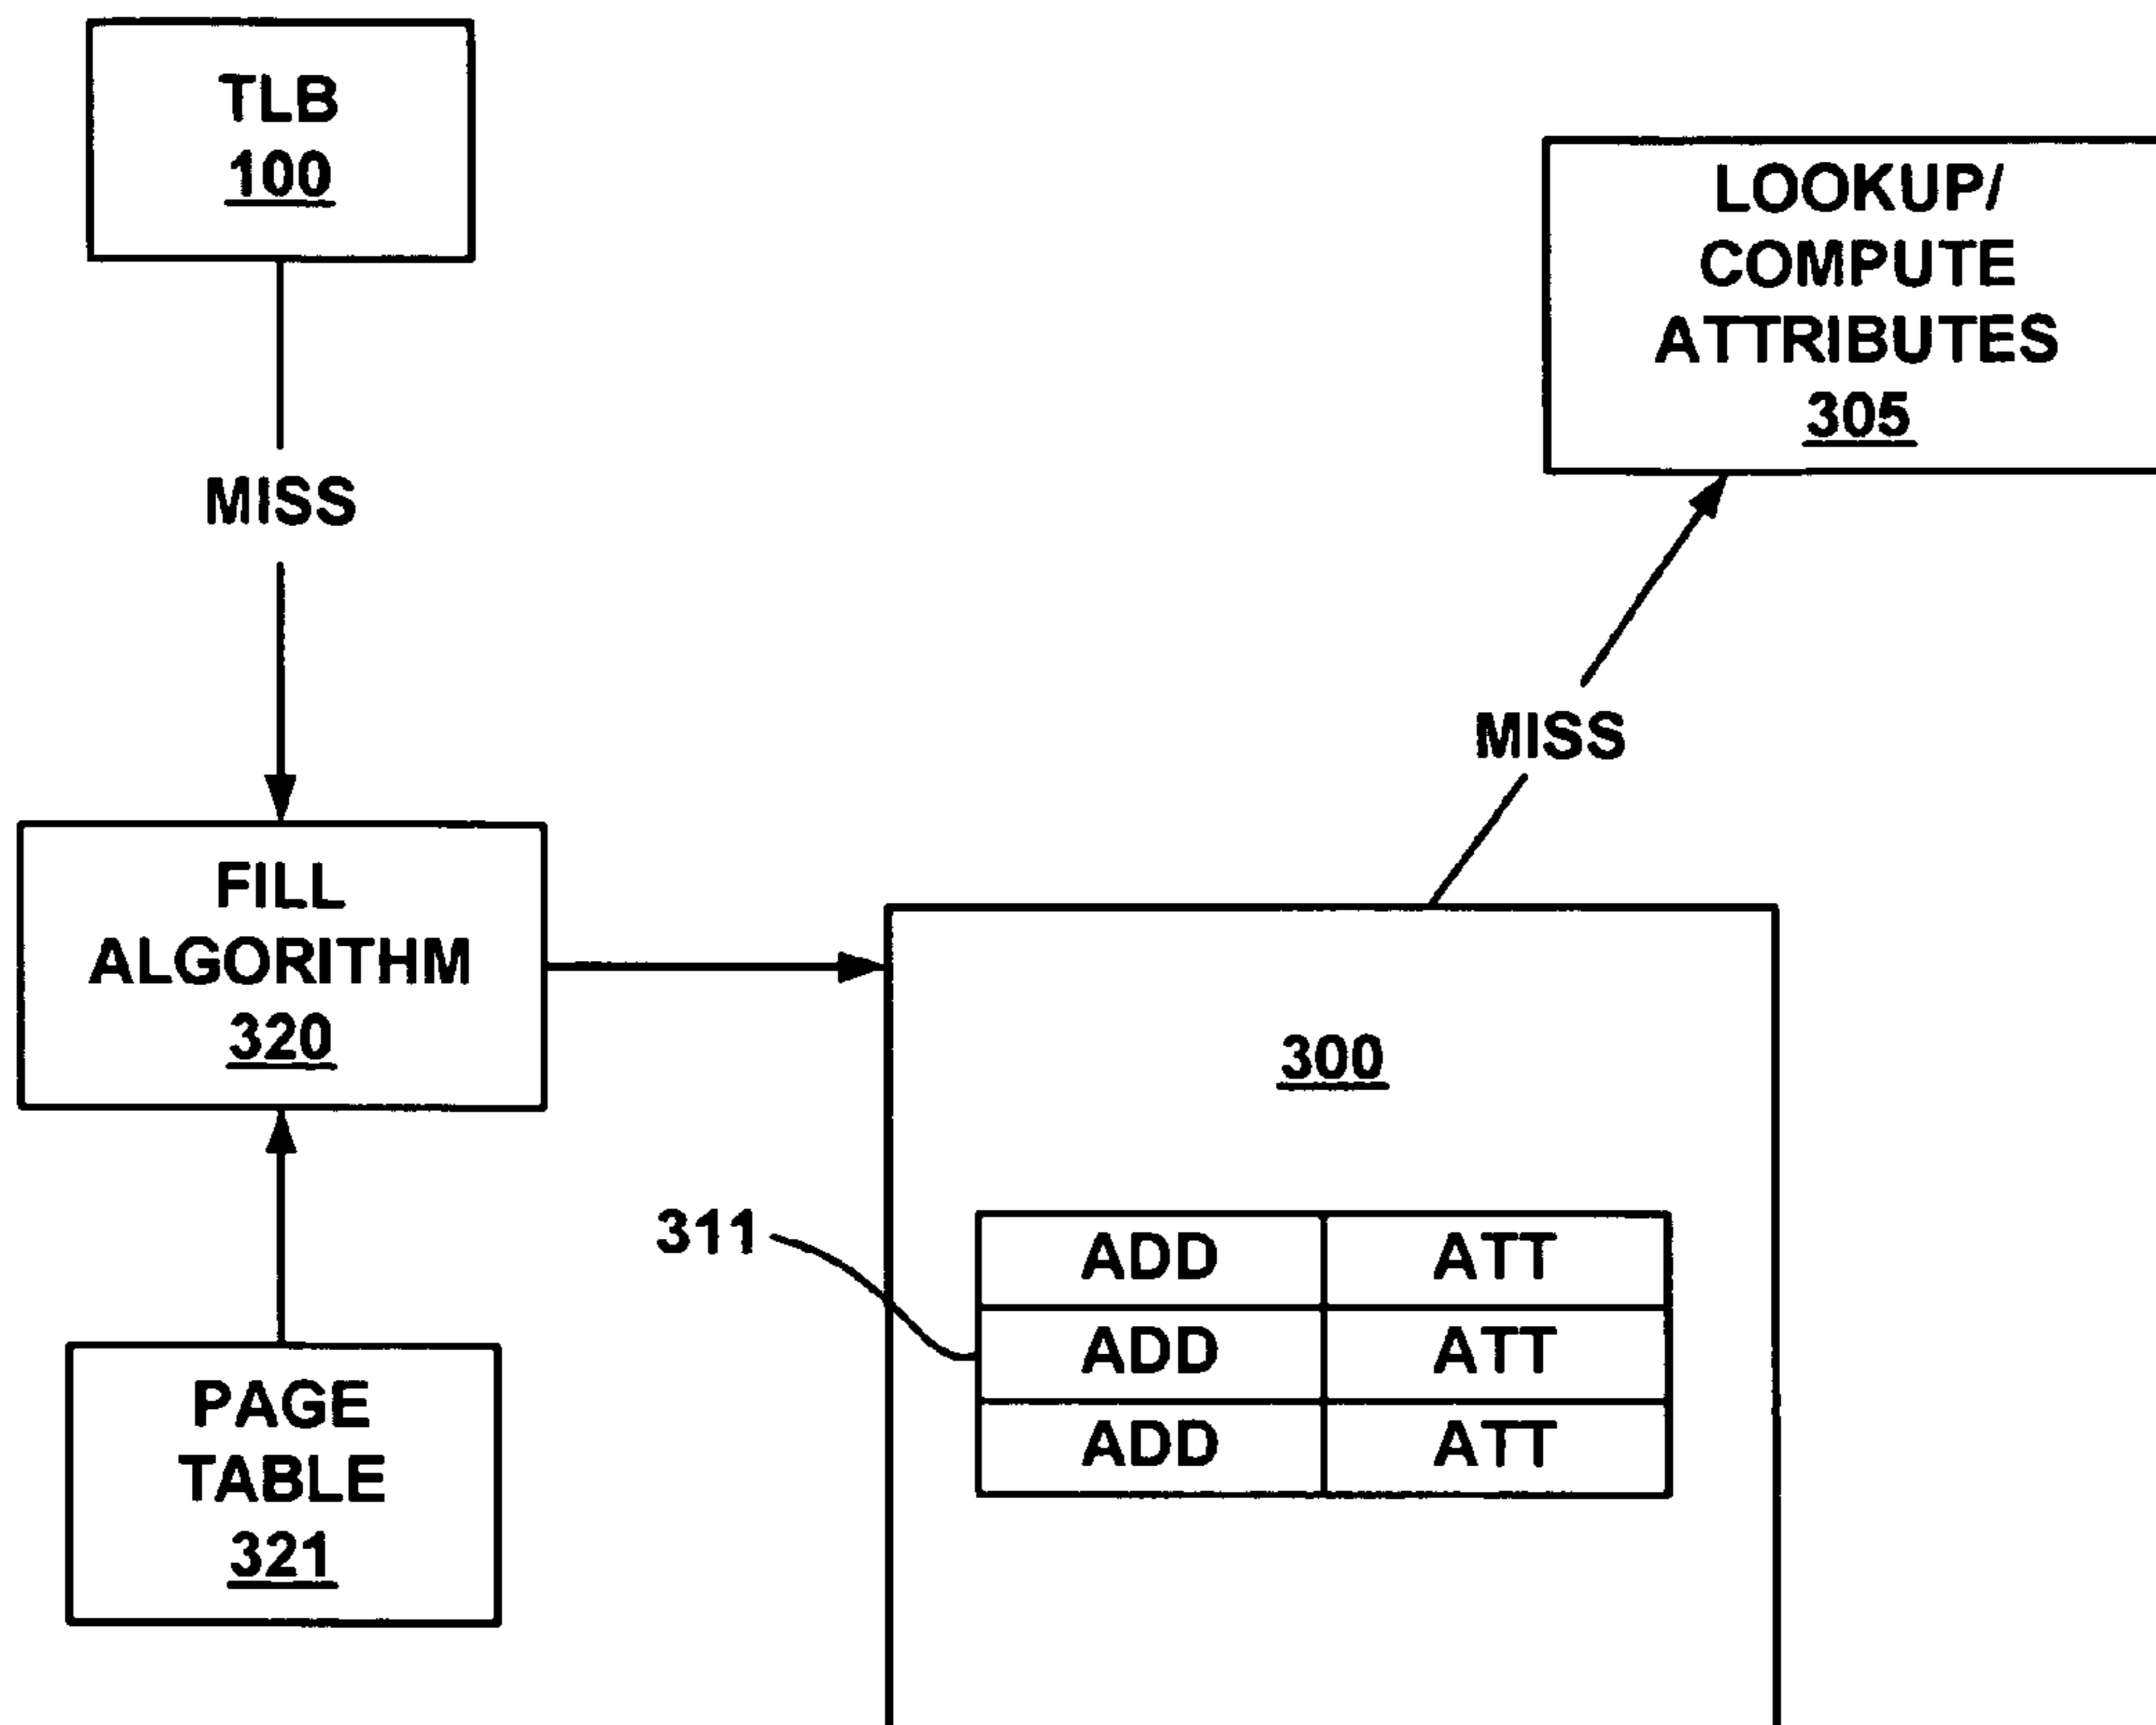 TLB
100
MISS
LOOKUP/
COMPUTE
ATTRIBUTES
305
MISS
FILL
ALGORITHM
320
300
311
ADD ATT
ADD ATT
ADD ATT
PAGE
TABLE
321